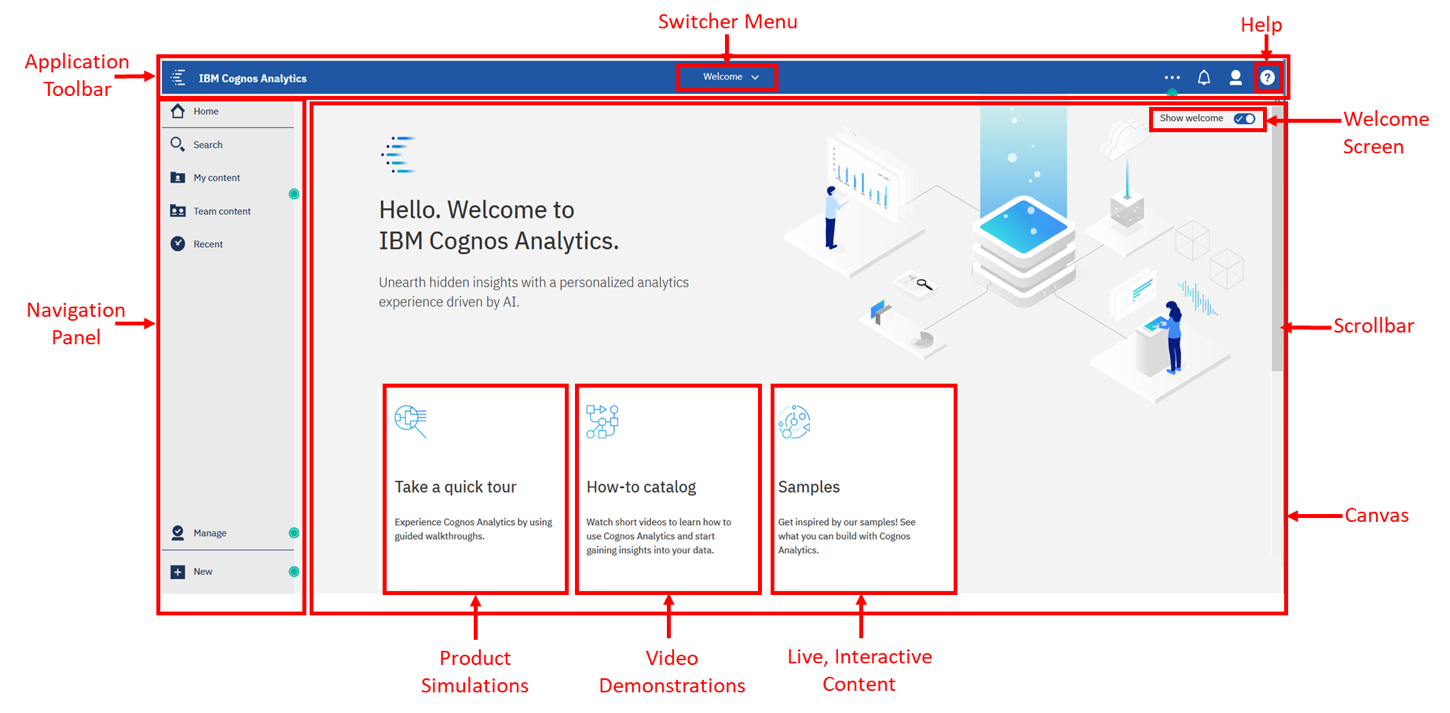 Switcher Menu
Help
Application
Toolbar
IBM Cognos Analytics
Welcome
?
Home
Show welcome
Welcome
Screen
Search
My content
Team content
Recent
Hello. Welcome to
IBM Cognos Analytics.
Unearth hidden insights with a personalized analytics
experience driven by AI.
Navigation
Panel
Scrollbar
Take a quick tour
Experience Cognos Analytics by using
guided walkthroughs.
How-to catalog
Watch short videos to learn how to
use Cognos Analytics and start
gaining insights into your data.
Samples
Get inspired by our samples! See
what you can build with Cognos
Analytics.
Canvas
Manage
New
Product
Simulations
Video
Demonstrations
Live, Interactive
Content